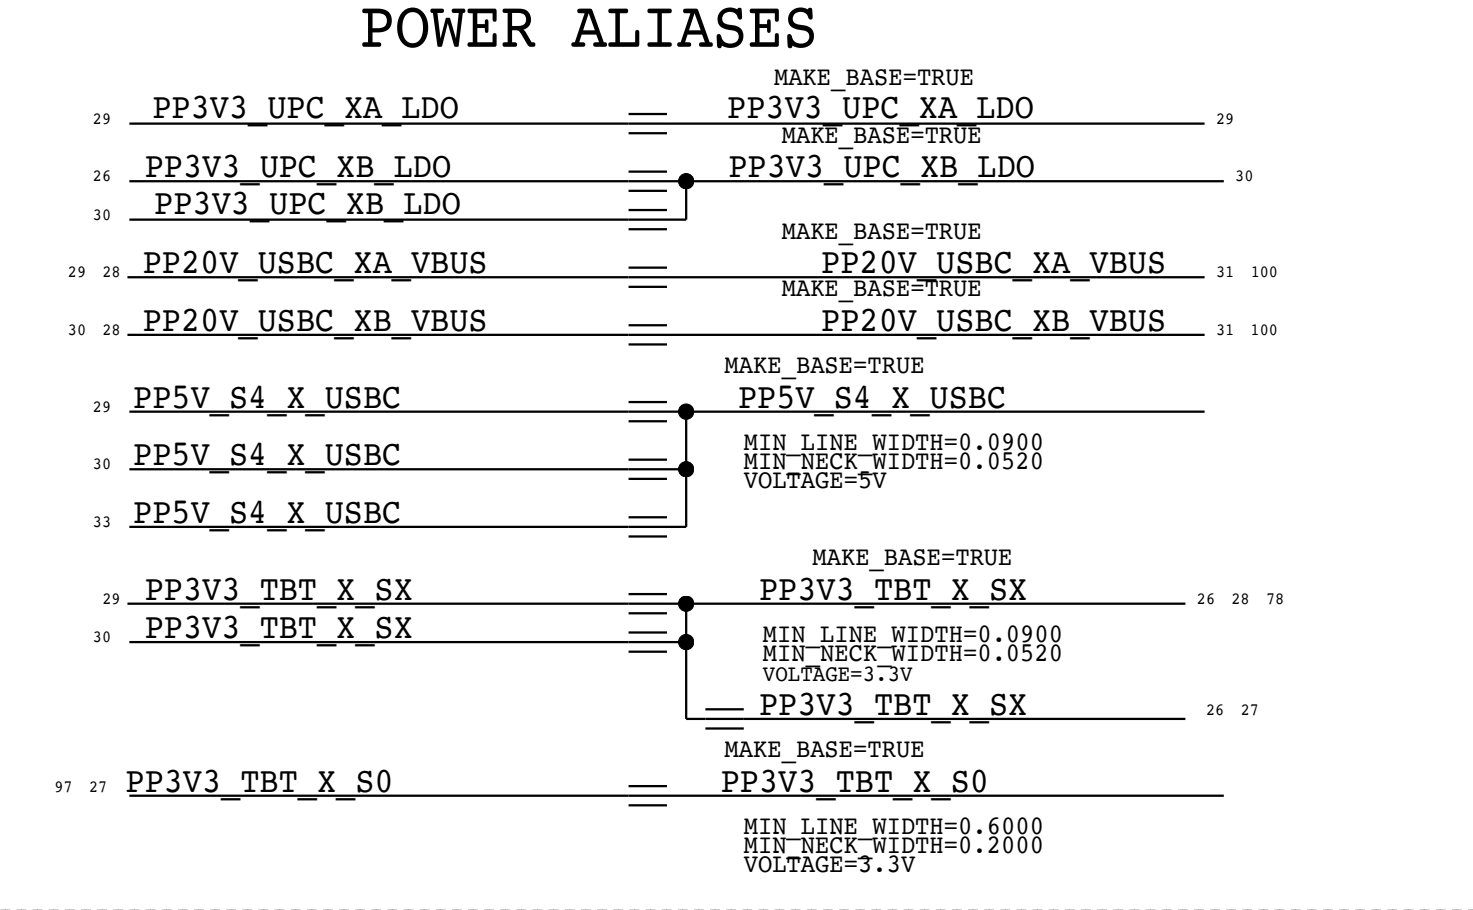 POWER ALIASES
MAKE_BASE=TRUE
29 PP3V3_UPC_XA_LDO PP3V3_UPC_XA_LDO 29
MAKE_BASE=TRUE
26 PP3V3_UPC_XB_LDO PP3V3_UPC_XB_LDO 30
30 PP3V3_UPC_XB_LDO
MAKE_BASE=TRUE
29 28 PP20V_USBC_XA_VBUS PP20V_USBC_XA_VBUS 31 100
MAKE_BASE=TRUE
30 28 PP20V_USBC_XB_VBUS PP20V_USBC_XB_VBUS 31 100
MAKE_BASE=TRUE
29 PP5V_S4_X_USBC PP5V_S4_X_USBC
MIN_LINE_WIDTH=0.0900
30 PP5V_S4_X_USBC MIN_NECK_WIDTH=0.0520
VOLTAGE=5V
33 PP5V_S4_X_USBC
MAKE_BASE=TRUE
29 PP3V3_TBT_X_SX PP3V3_TBT_X_SX 26 28 78
30 PP3V3_TBT_X_SX MIN_LINE_WIDTH=0.0900
MIN_NECK_WIDTH=0.0520
VOLTAGE=3.3V
PP3V3_TBT_X_SX 26 27
MAKE_BASE=TRUE
97 27 PP3V3_TBT_X_S0 PP3V3_TBT_X_S0
MIN_LINE_WIDTH=0.6000
MIN_NECK_WIDTH=0.2000
VOLTAGE=3.3V